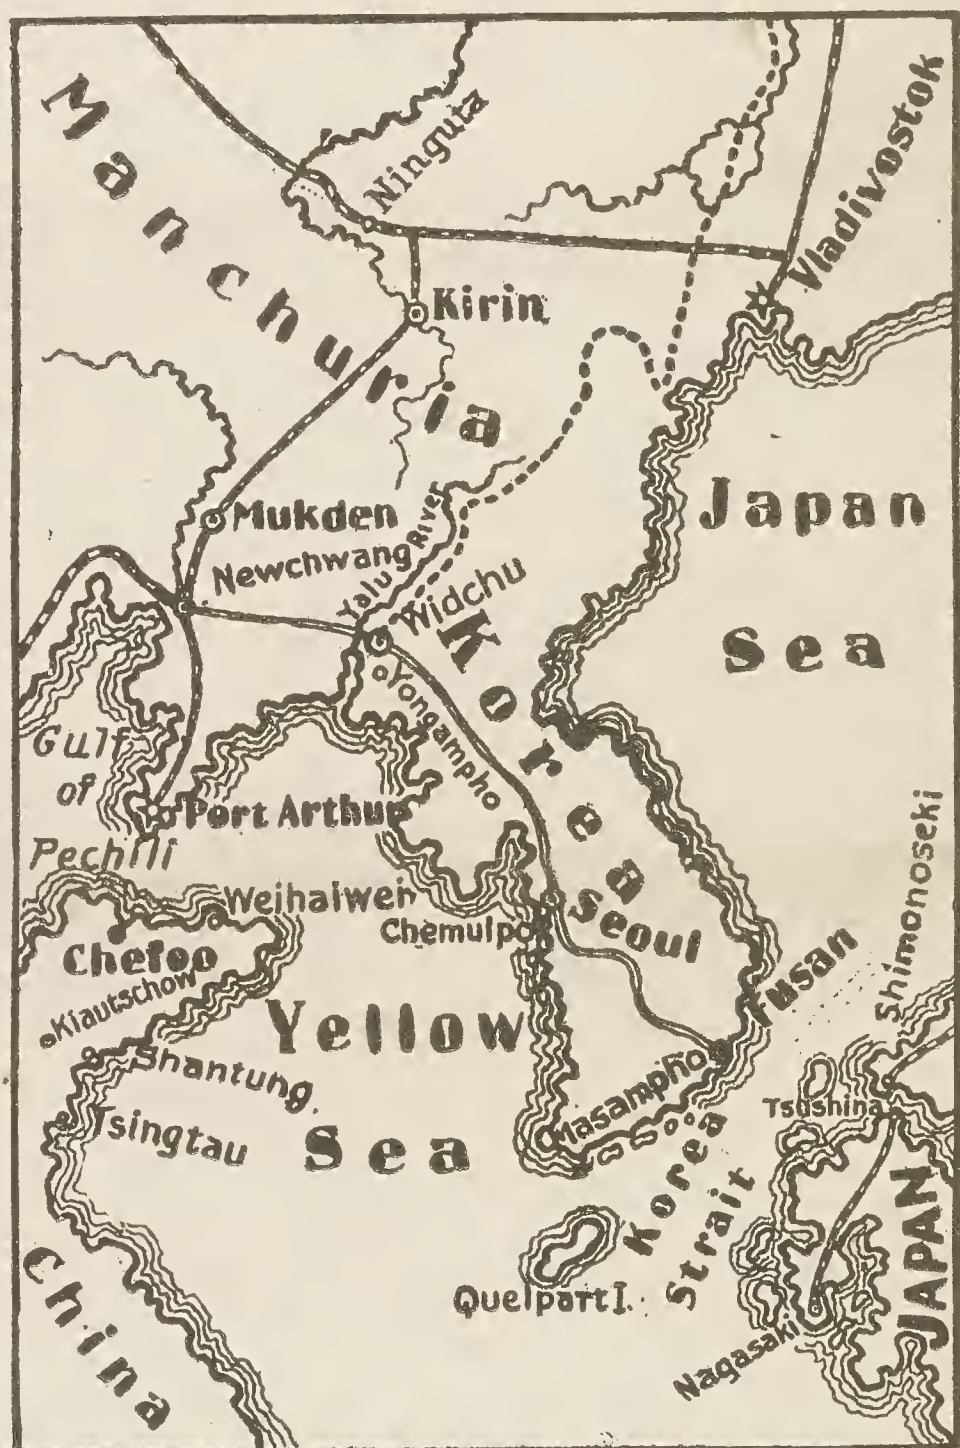 Manchuria
Ninguta
Vladivostok
Kirin
Japan
Sea
Mukden
Newchwang
Yalu River
Widchu
Yongampho
Korea
Gulf
of
Pechili
Port Arthur
Shimonoseki
Weihaiwei
Chemulpo
Seoul
Chefoo
Kiautschow
Fusan
Yellow
Sea
Shantung.
Masampho
Tsushina
Tsingtau
Korea
Strait
JAPAN
Quelpart I.
Nagasaki
China